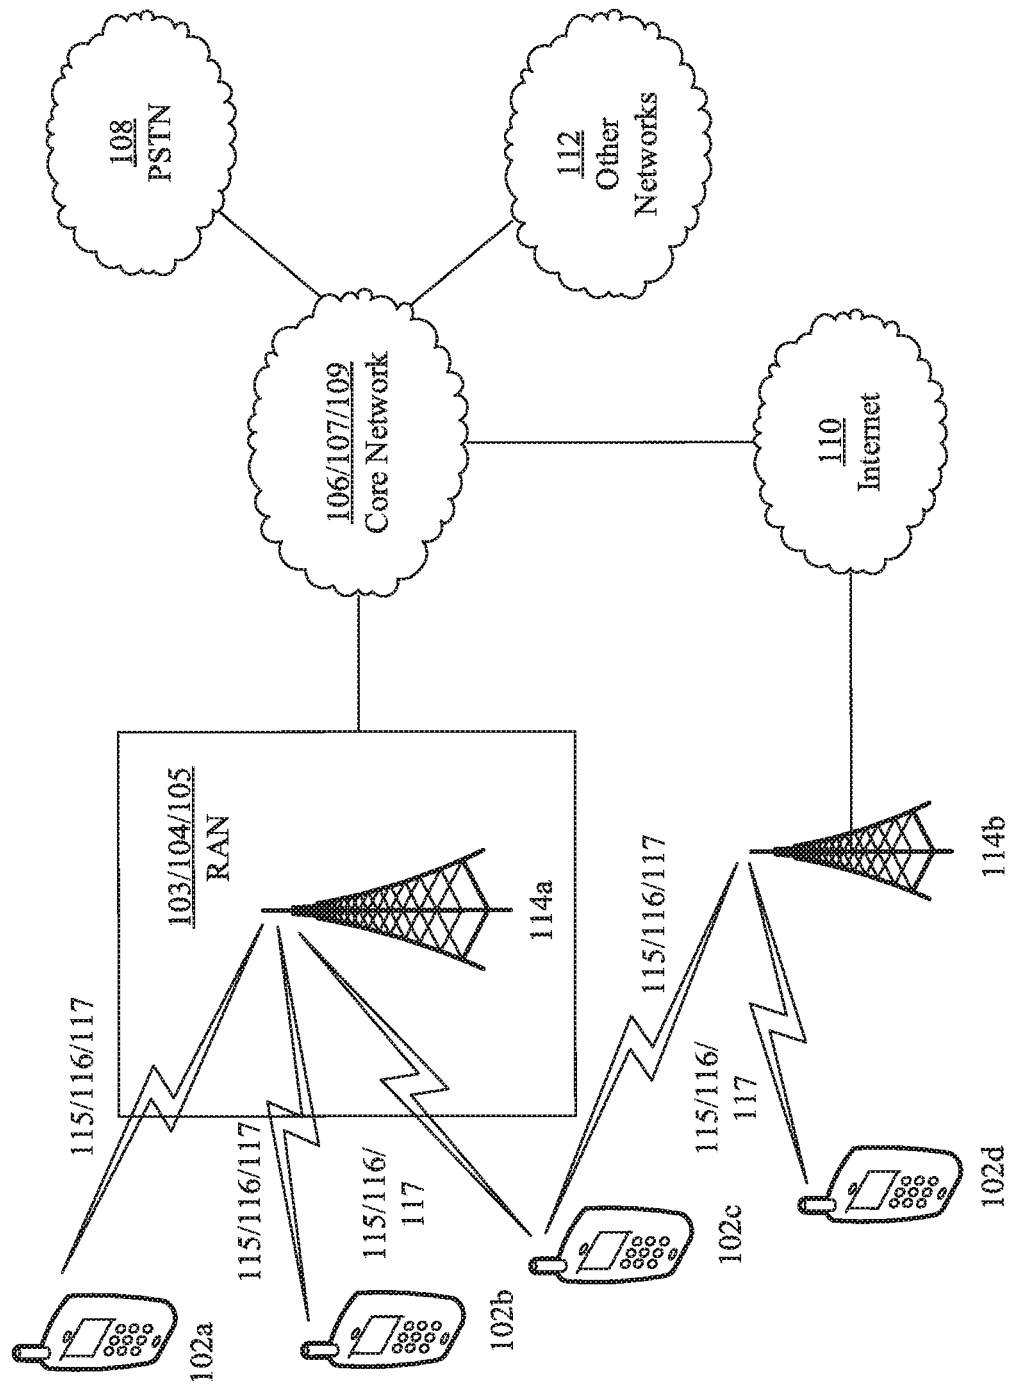 108
PSTN
112
Other
Networks
106/107/109
Core Network
110
Internet
103/104/105
RAN
114a
114b
115/116/117
115/116/117
115/116/
117
115/116/117
115/116/
117
102a
102b
102c
102d